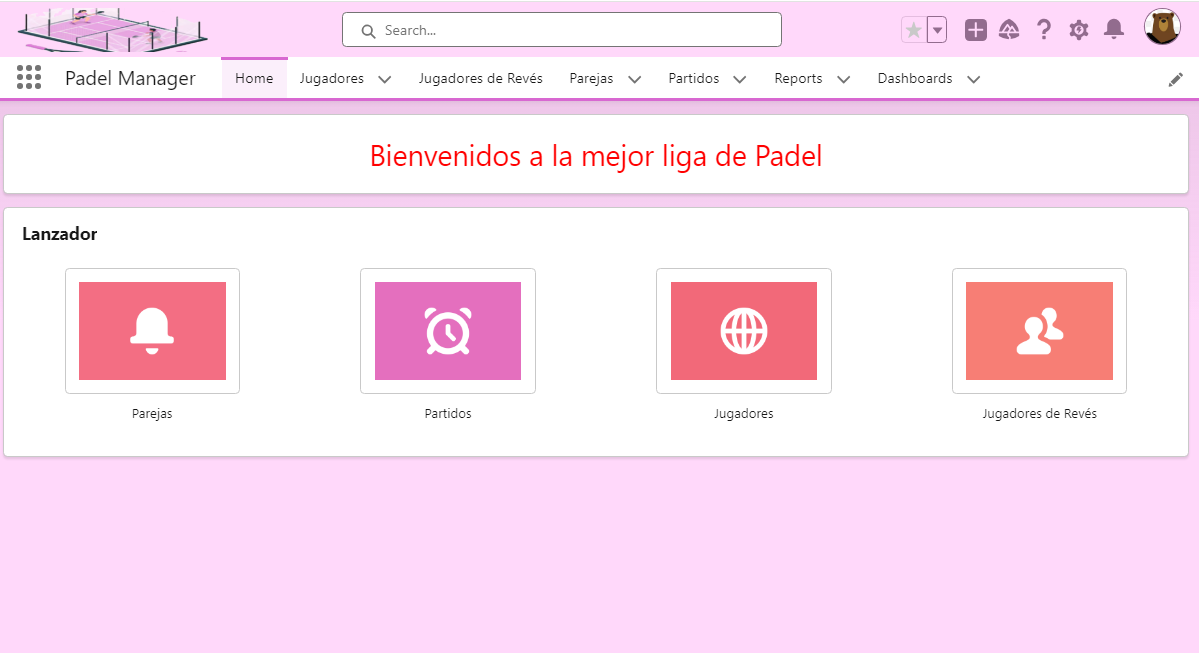 Search...
Padel Manager
Home
Jugadores
Jugadores de Revés
Parejas
Partidos
Reports
Dashboards
Bienvenidos a la mejor liga de Padel
Lanzador
Parejas
Partidos
Jugadores
Jugadores de Revés